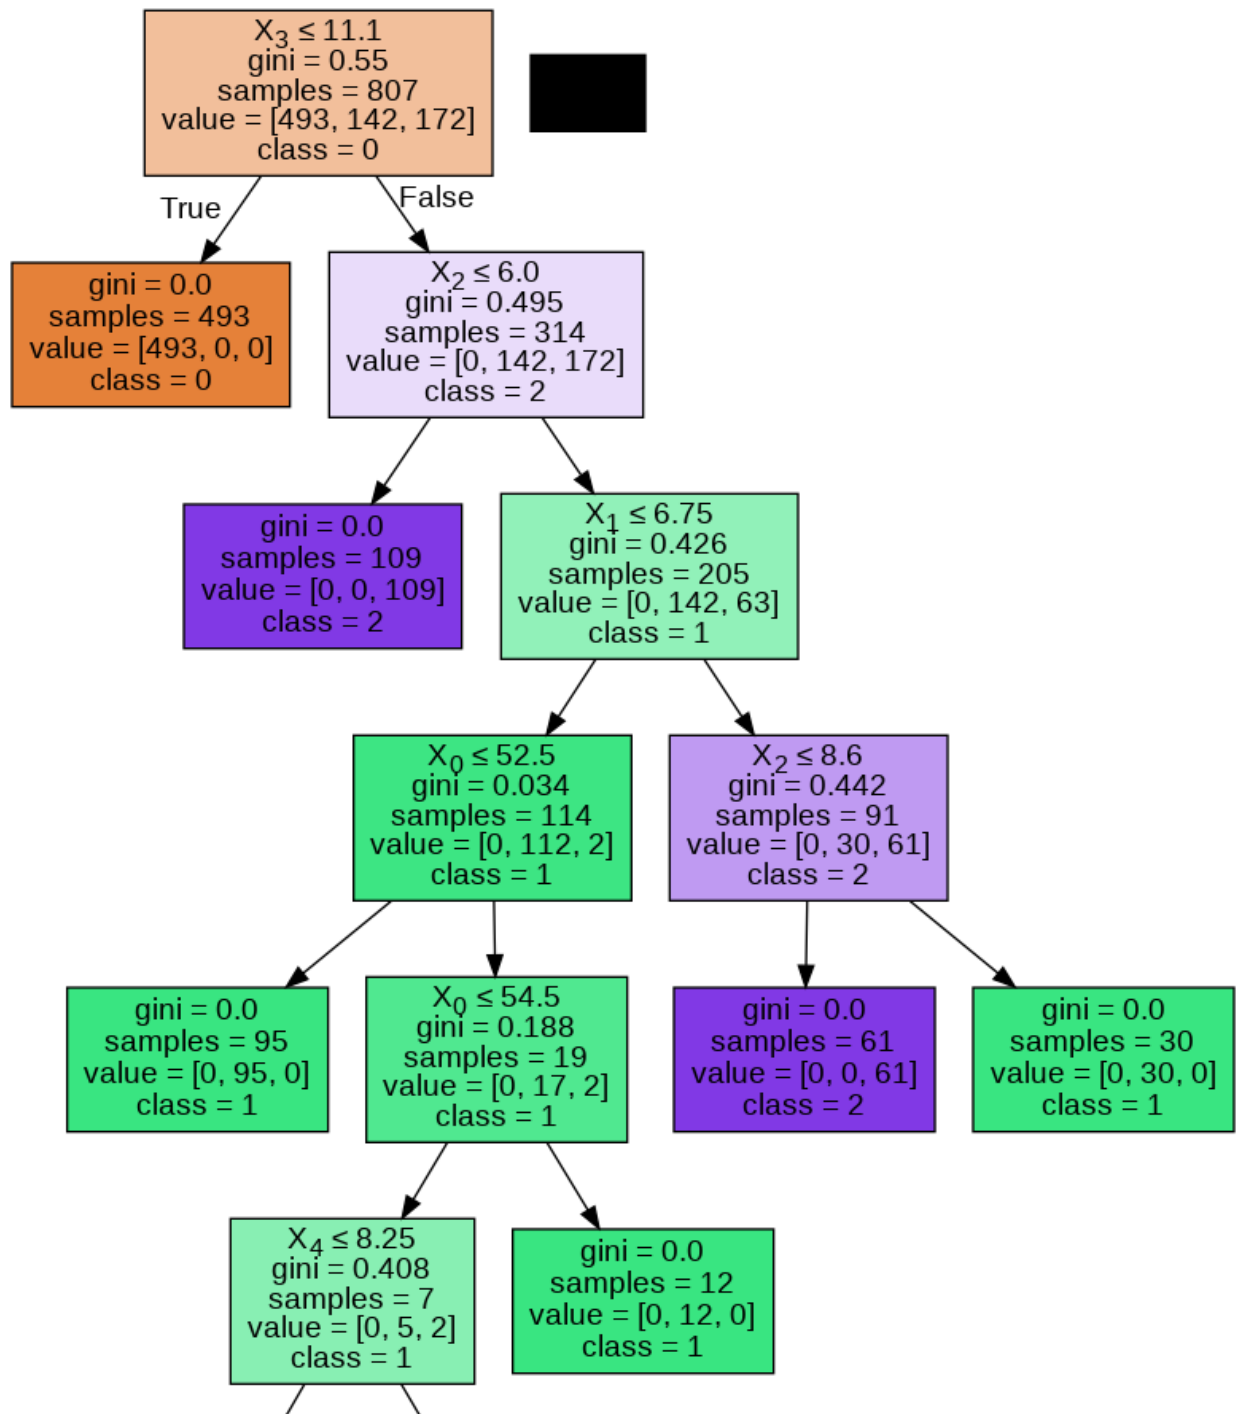 X3 ≤ 11.1
gini = 0.55
samples = 807
value = [493, 142, 172]
class = 0
True
False
gini = 0.0
samples = 493
value = [493, 0, 0]
class = 0
X2 ≤ 6.0
gini = 0.495
samples = 314
value = [0, 142, 172]
class = 2
gini = 0.0
samples = 109
value = [0, 0, 109]
class = 2
X1 ≤ 6.75
gini = 0.426
samples = 205
value = [0, 142, 63]
class = 1
X0 ≤ 52.5
gini = 0.034
samples = 114
value = [0, 112, 2]
class = 1
X2 ≤ 8.6
gini = 0.442
samples = 91
value = [0, 30, 61]
class = 2
gini = 0.0
samples = 95
value = [0, 95, 0]
class = 1
X0 ≤ 54.5
gini = 0.188
samples = 19
value = [0, 17, 2]
class = 1
gini = 0.0
samples = 61
value = [0, 0, 61]
class = 2
gini = 0.0
samples = 30
value = [0, 30, 0]
class = 1
X4 ≤ 8.25
gini = 0.408
samples = 7
value = [0, 5, 2]
class = 1
gini = 0.0
samples = 12
value = [0, 12, 0]
class = 1